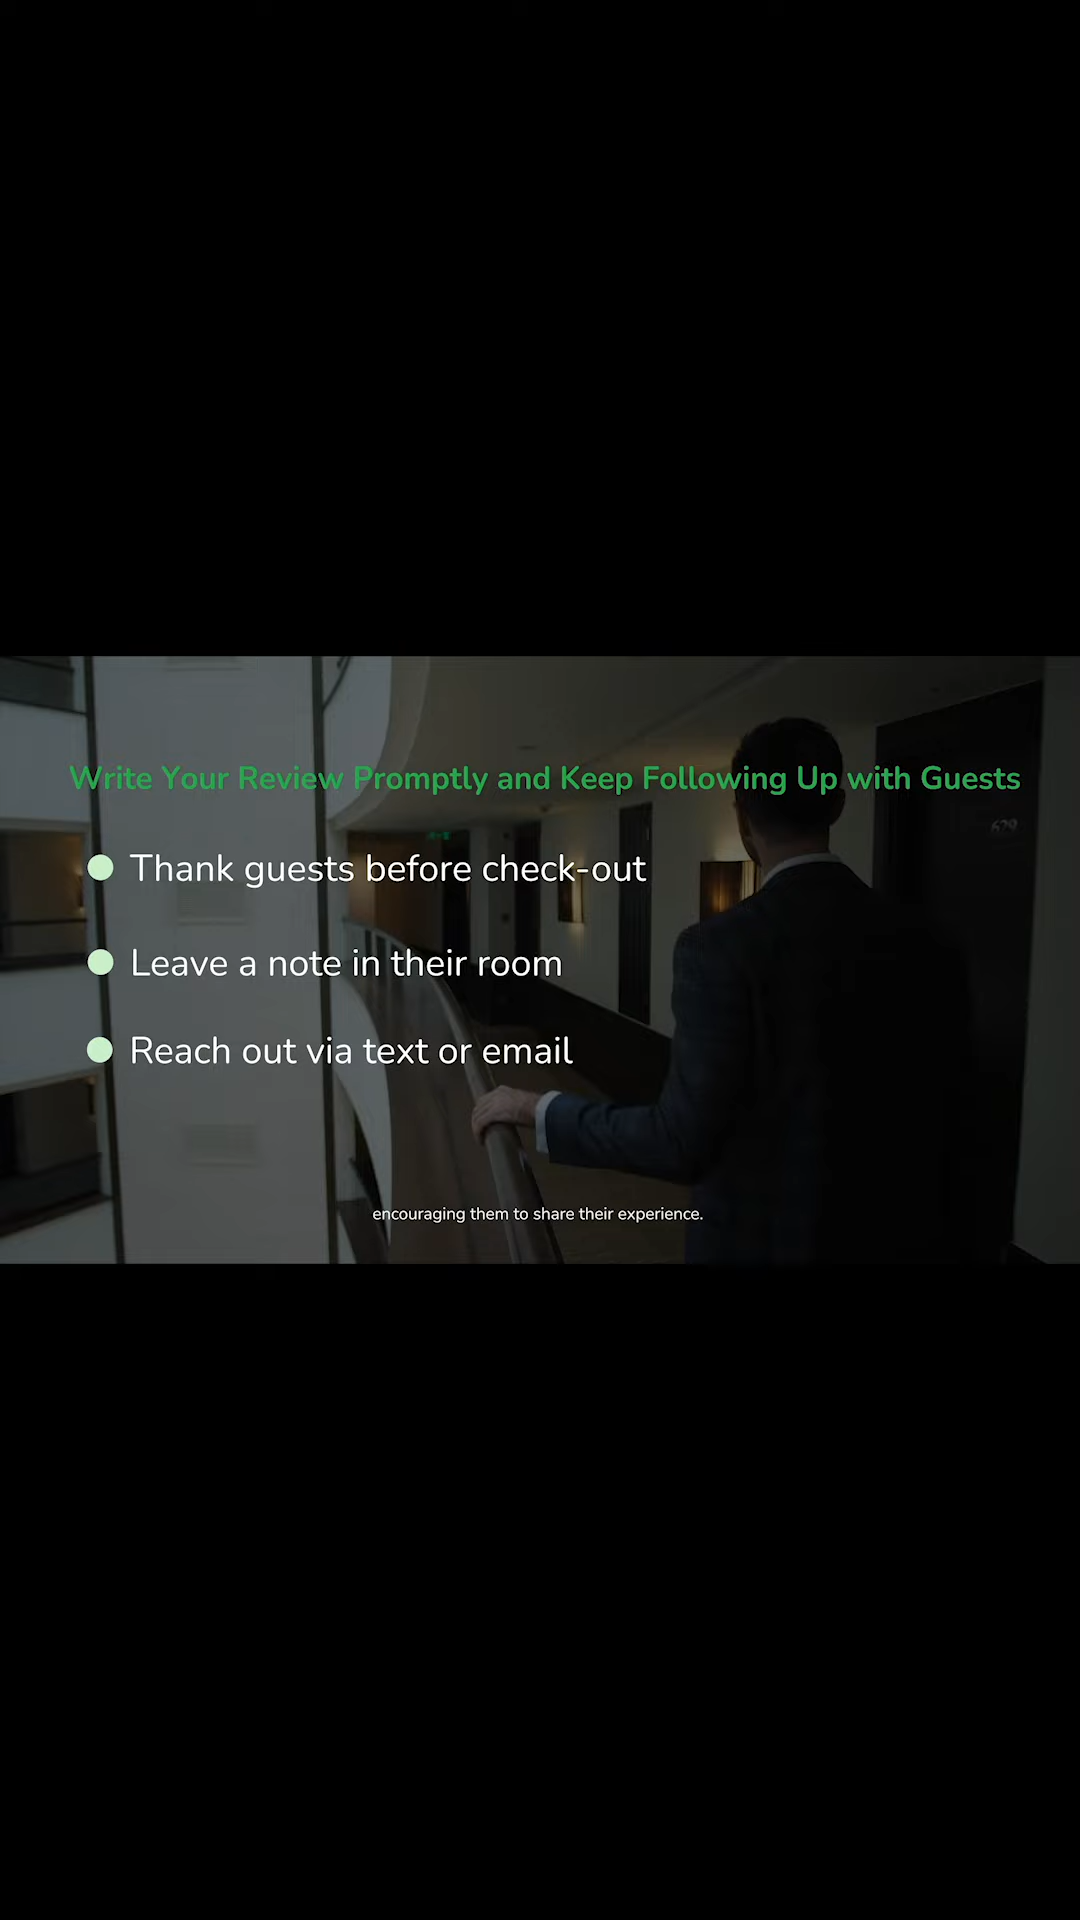 Write Your Review Promptly and Keep Following Up with Guests
Thank guests before check-out
629
Leave a note in their room
Reach out via text or email
encouraging them to share their experience.